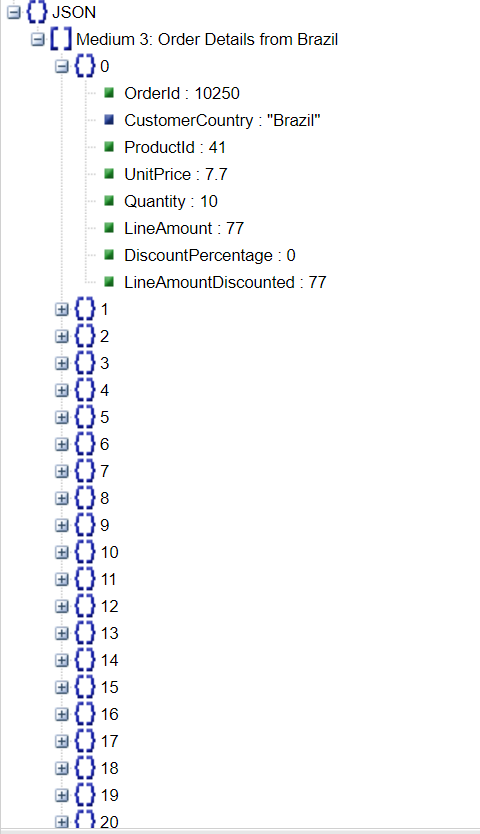 JSON
Medium 3: Order Details from Brazil
0
OrderId : 10250
CustomerCountry : "Brazil"
ProductId : 41
UnitPrice : 7.7
Quantity : 10
LineAmount : 77
DiscountPercentage : 0
LineAmountDiscounted : 77
1
2
3
4
5
6
7
8
9
10
11
12
13
14
15
16
17
18
19
20